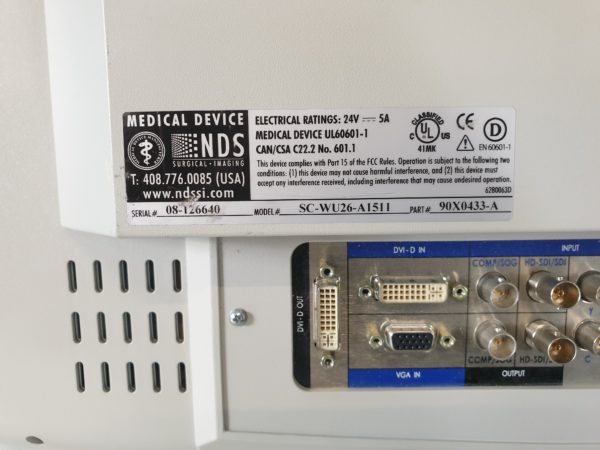 MEDICAL DEVICE
NDS
SURGICAL · IMAGING
T: 408.776.0085 (USA)
www.ndssi.com
ELECTRICAL RATINGS: 24V 5A
MEDICAL DEVICE UL60601-1
CAN/CSA C22.2 No. 601.1
This device complies with Part 15 of the FCC Rules. Operation is subject to the following two
conditions: (1) this device may not cause harmful interference, and (2) this device must
accept any interference received, including interference that may cause undesired operation.
62B0063D
CLASSIFIED
C UL US
41MK
CE
D
EN 60601-1
SERIAL# 08-126640 MODEL# SC-WU26-A1511 PART# 90X0433-A
DVI-D IN
INPUT
COMP/SOG
HD-SDI/SDI
DVI-D OUT
Y
VGA IN
COMP/SOG
HD-SDI/
C
OUTPUT